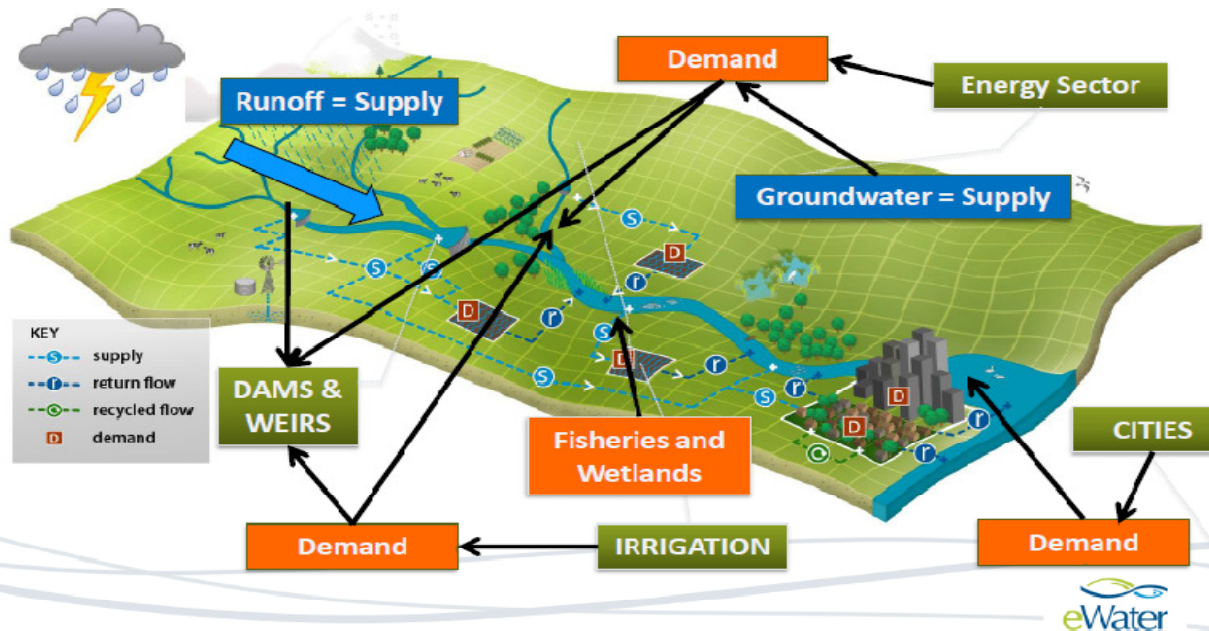 Demand
Energy Sector
Runoff = Supply
Groundwater = Supply
S
D
S
S
r
D
r
KEY
S supply
r return flow
C recycled flow
D demand
S
D
r
S
S
r
D
D
r
r
C
DAMS &
WEIRS
Fisheries and
Wetlands
CITIES
Demand
IRRIGATION
Demand
eWater